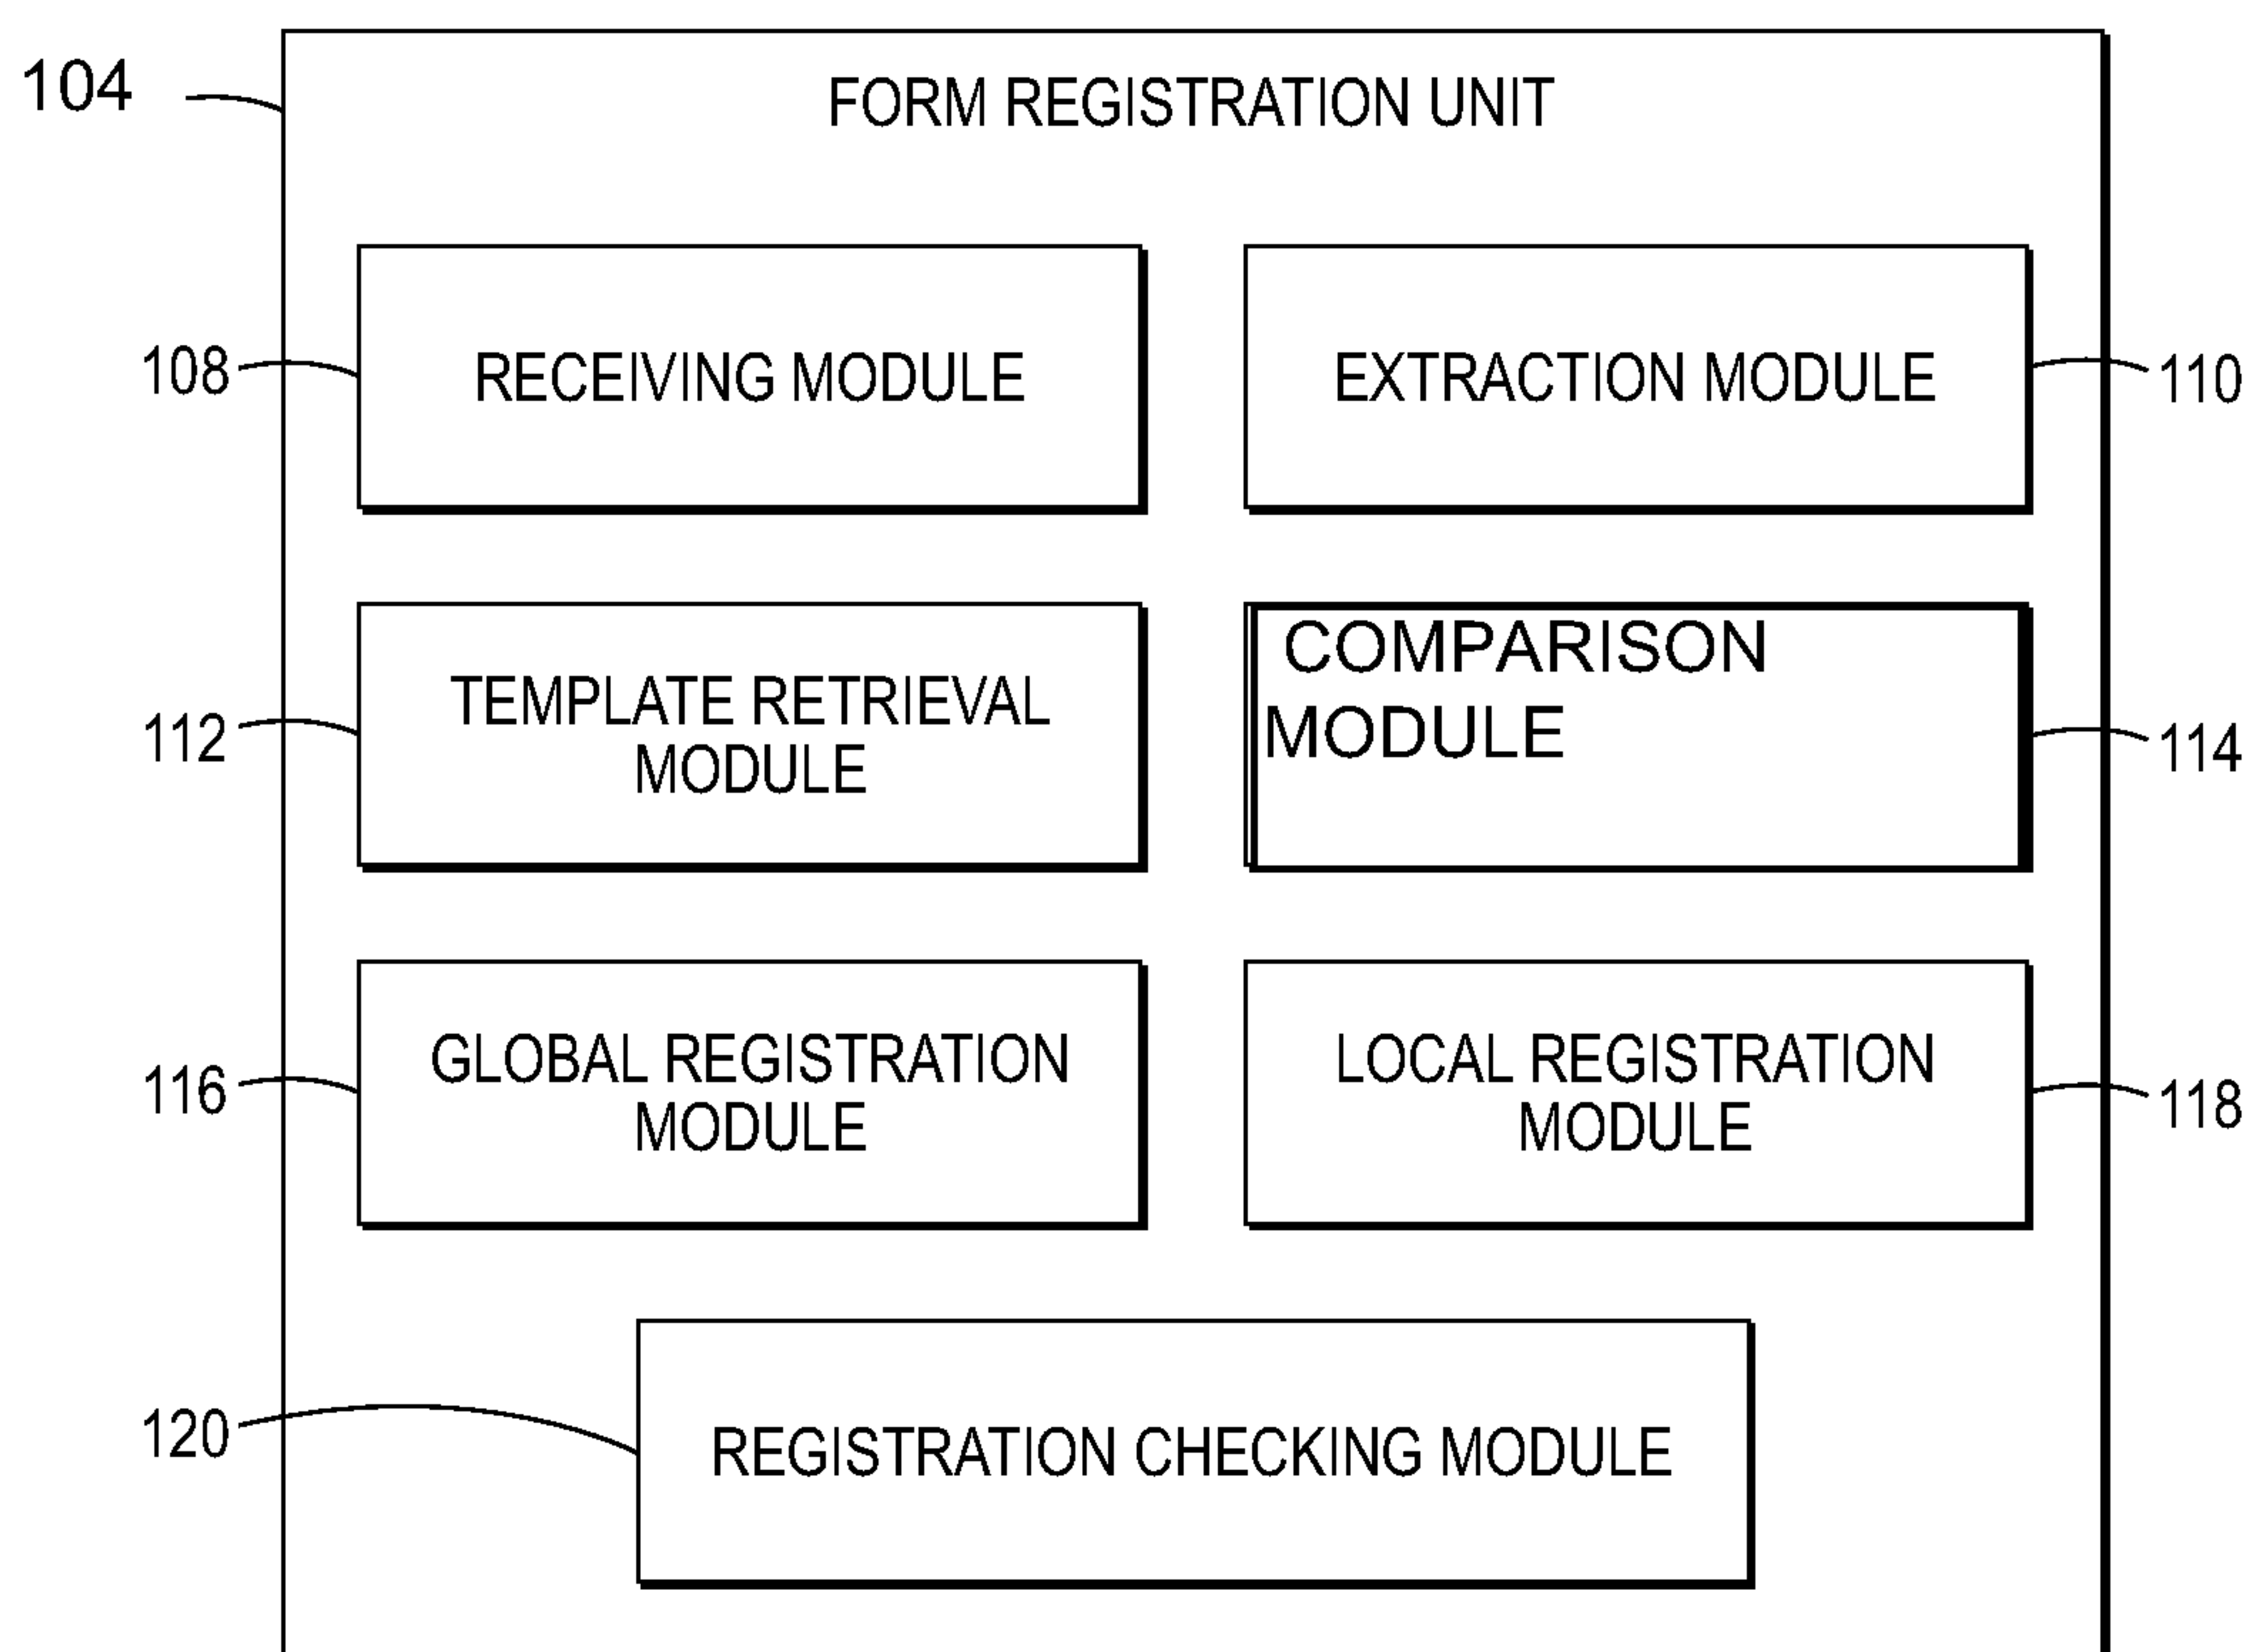 104
FORM REGISTRATION UNIT
108
RECEIVING MODULE
EXTRACTION MODULE
110
112
TEMPLATE RETRIEVAL
MODULE
COMPARISON
MODULE
114
116
GLOBAL REGISTRATION
MODULE
LOCAL REGISTRATION
MODULE
118
120
REGISTRATION CHECKING MODULE